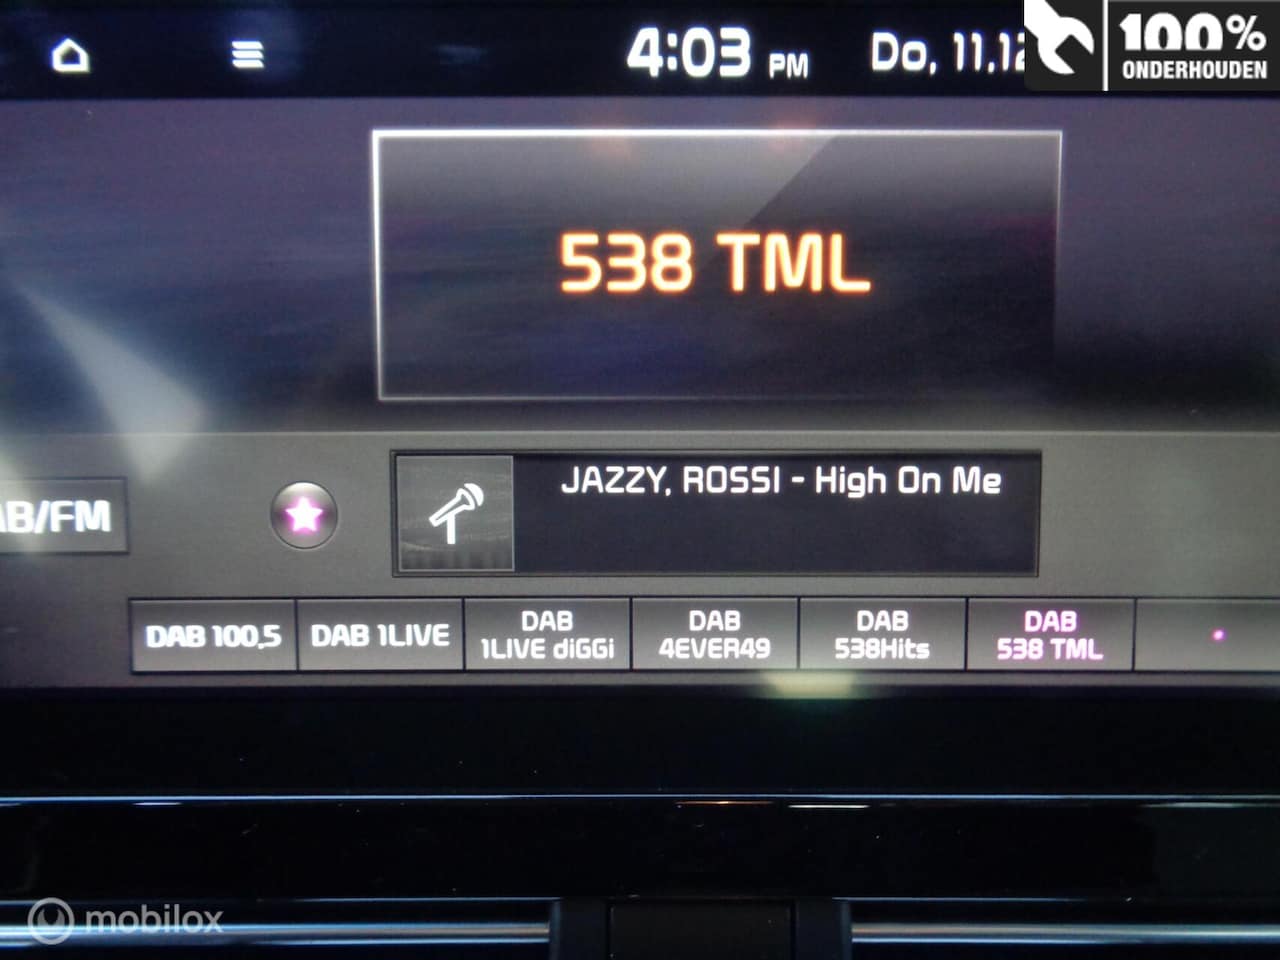 4:03 PM Do, 11.12
100% ONDERHOUDEN
538 TML
JAZZY, ROSSI - High On Me
AB/FM
DAB 100,5
DAB 1LIVE
DAB
1LIVE diGGi
DAB
4EVER49
DAB
538Hits
DAB
538 TML
mobilox